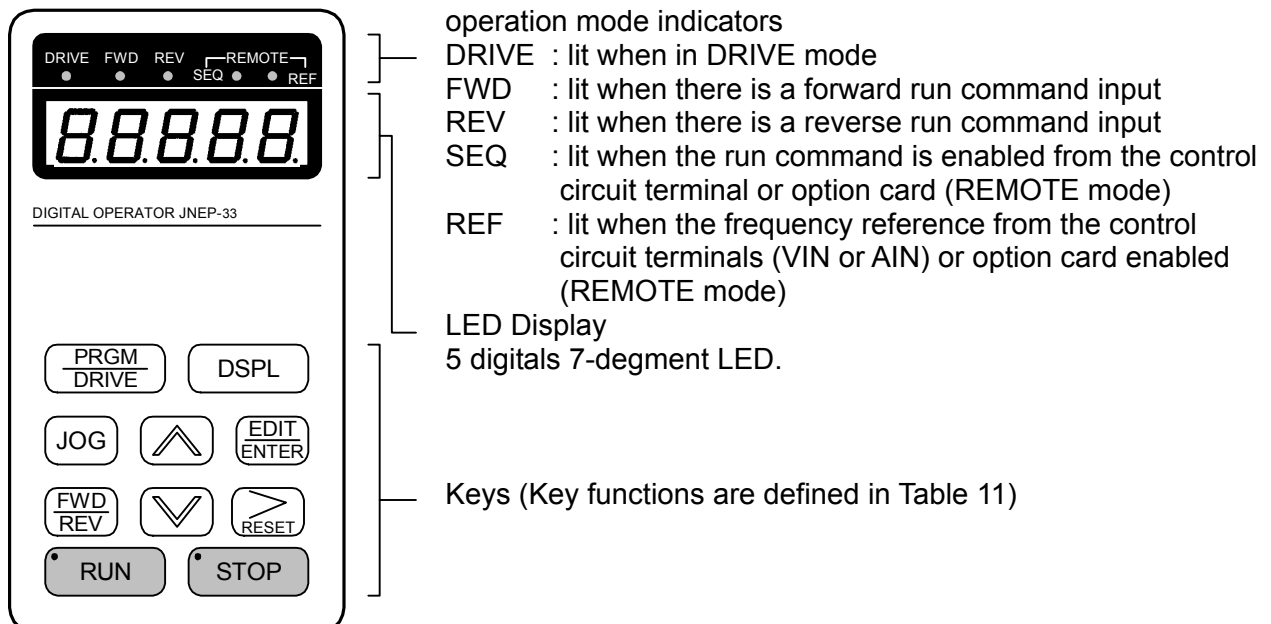 DRIVE FWD REV REMOTE
SEQ REF
8.8.8.8.8.
DIGITAL OPERATOR JNEP-33
PRGM
DRIVE
DSPL
JOG
EDIT
ENTER
FWD
REV
RESET
RUN
STOP
operation mode indicators
DRIVE : lit when in DRIVE mode
FWD : lit when there is a forward run command input
REV : lit when there is a reverse run command input
SEQ : lit when the run command is enabled from the control
circuit terminal or option card (REMOTE mode)
REF : lit when the frequency reference from the control
circuit terminals (VIN or AIN) or option card enabled
(REMOTE mode)
LED Display
5 digitals 7-degment LED.
Keys (Key functions are defined in Table 11)